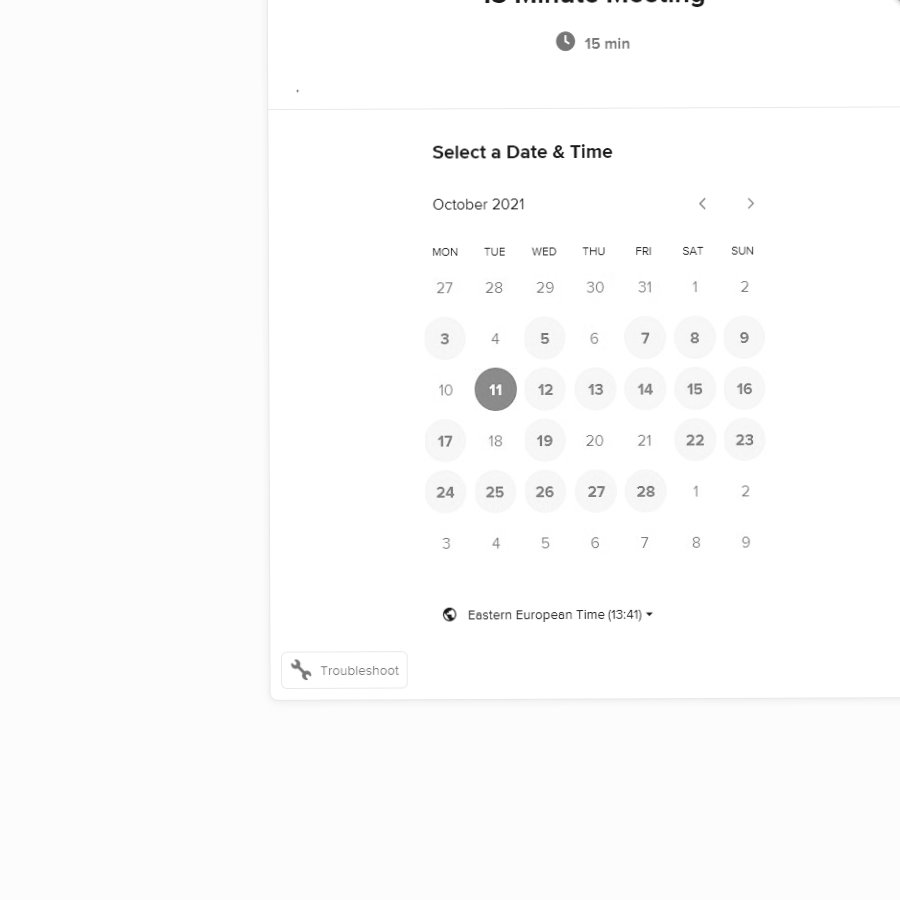 15 Minute Meeting
15 min
.
Select a Date & Time
October 2021
MON TUE WED THU FRI SAT SUN
27 28 29 30 31 1 2
3 4 5 6 7 8 9
10 11 12 13 14 15 16
17 18 19 20 21 22 23
24 25 26 27 28 1 2
3 4 5 6 7 8 9
Eastern European Time (13:41)
Troubleshoot